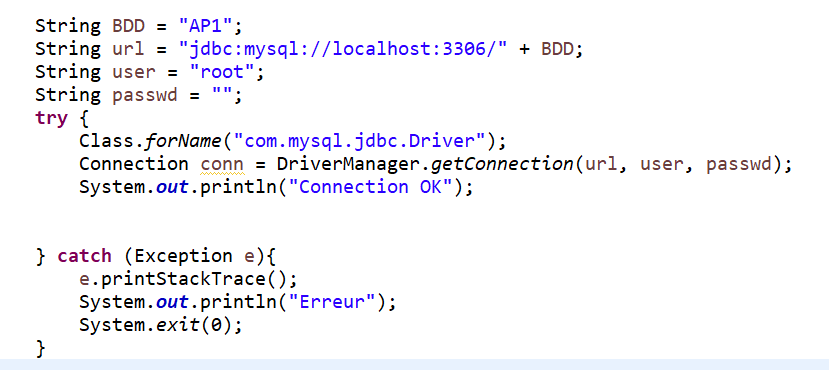 String BDD = "AP1";
String url = "jdbc:mysql://localhost:3306/" + BDD;
String user = "root";
String passwd = "";
try {
    Class.forName("com.mysql.jdbc.Driver");
    Connection conn = DriverManager.getConnection(url, user, passwd);
    System.out.println("Connection OK");
} catch (Exception e){
    e.printStackTrace();
    System.out.println("Erreur");
    System.exit(0);
}